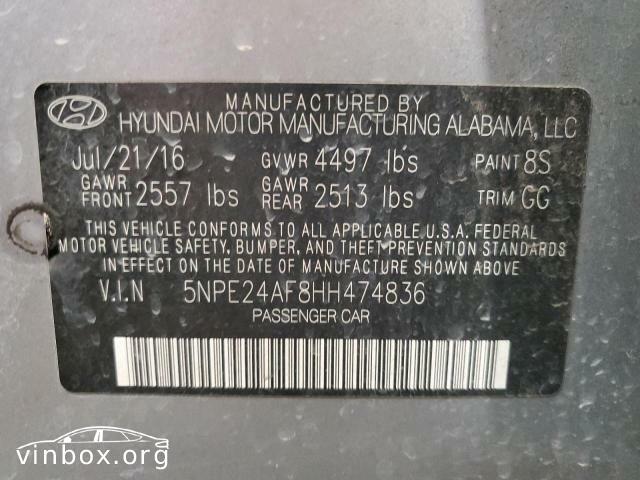 MANUFACTURED BY
HYUNDAI MOTOR MANUFACTURING ALABAMA, LLC
Jul/21/16 GVWR 4497 lbs PAINT 8S
GAWR FRONT 2557 lbs GAWR REAR 2513 lbs TRIM GG
THIS VEHICLE CONFORMS TO ALL APPLICABLE U.S.A. FEDERAL
MOTOR VEHICLE SAFETY, BUMPER, AND THEFT PREVENTION STANDARDS
IN EFFECT ON THE DATE OF MANUFACTURE SHOWN ABOVE
V.I.N 5NPE24AF8HH474836
PASSENGER CAR
vinbox.org